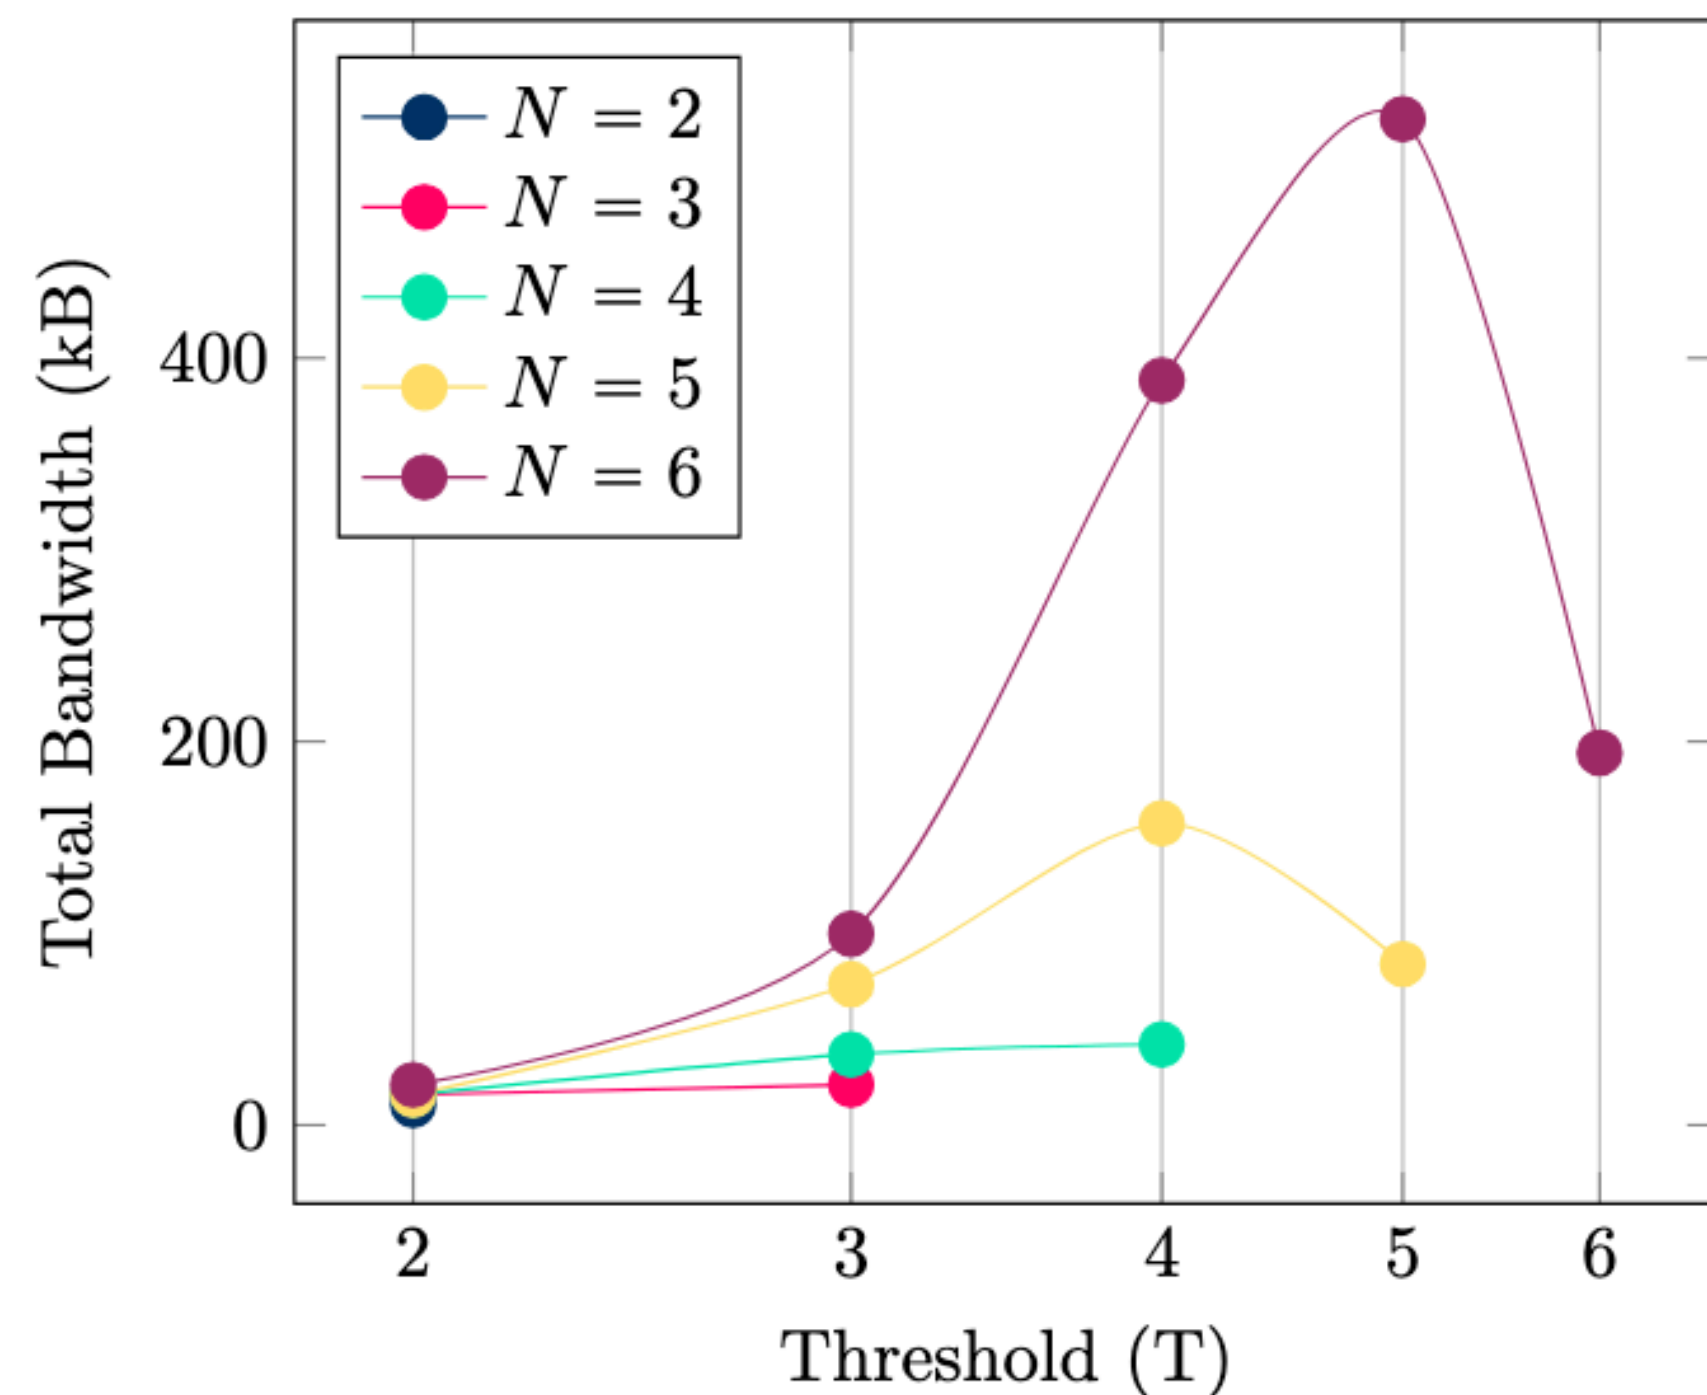 N = 2
N = 3
N = 4
N = 5
N = 6
Total Bandwidth (kB)
400
200
0
2 3 4 5 6
Threshold (T)